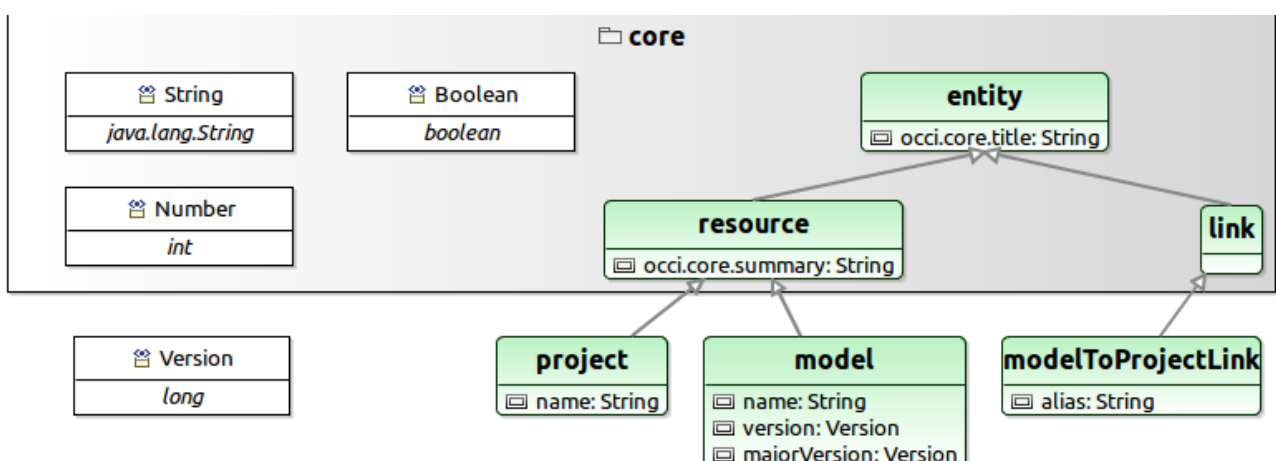 core
String
java.lang.String
Boolean
boolean
entity
occi.core.title: String
Number
int
resource
occi.core.summary: String
link
Version
long
project
name: String
model
name: String
version: Version
majorVersion: Version
modelToProjectLink
alias: String